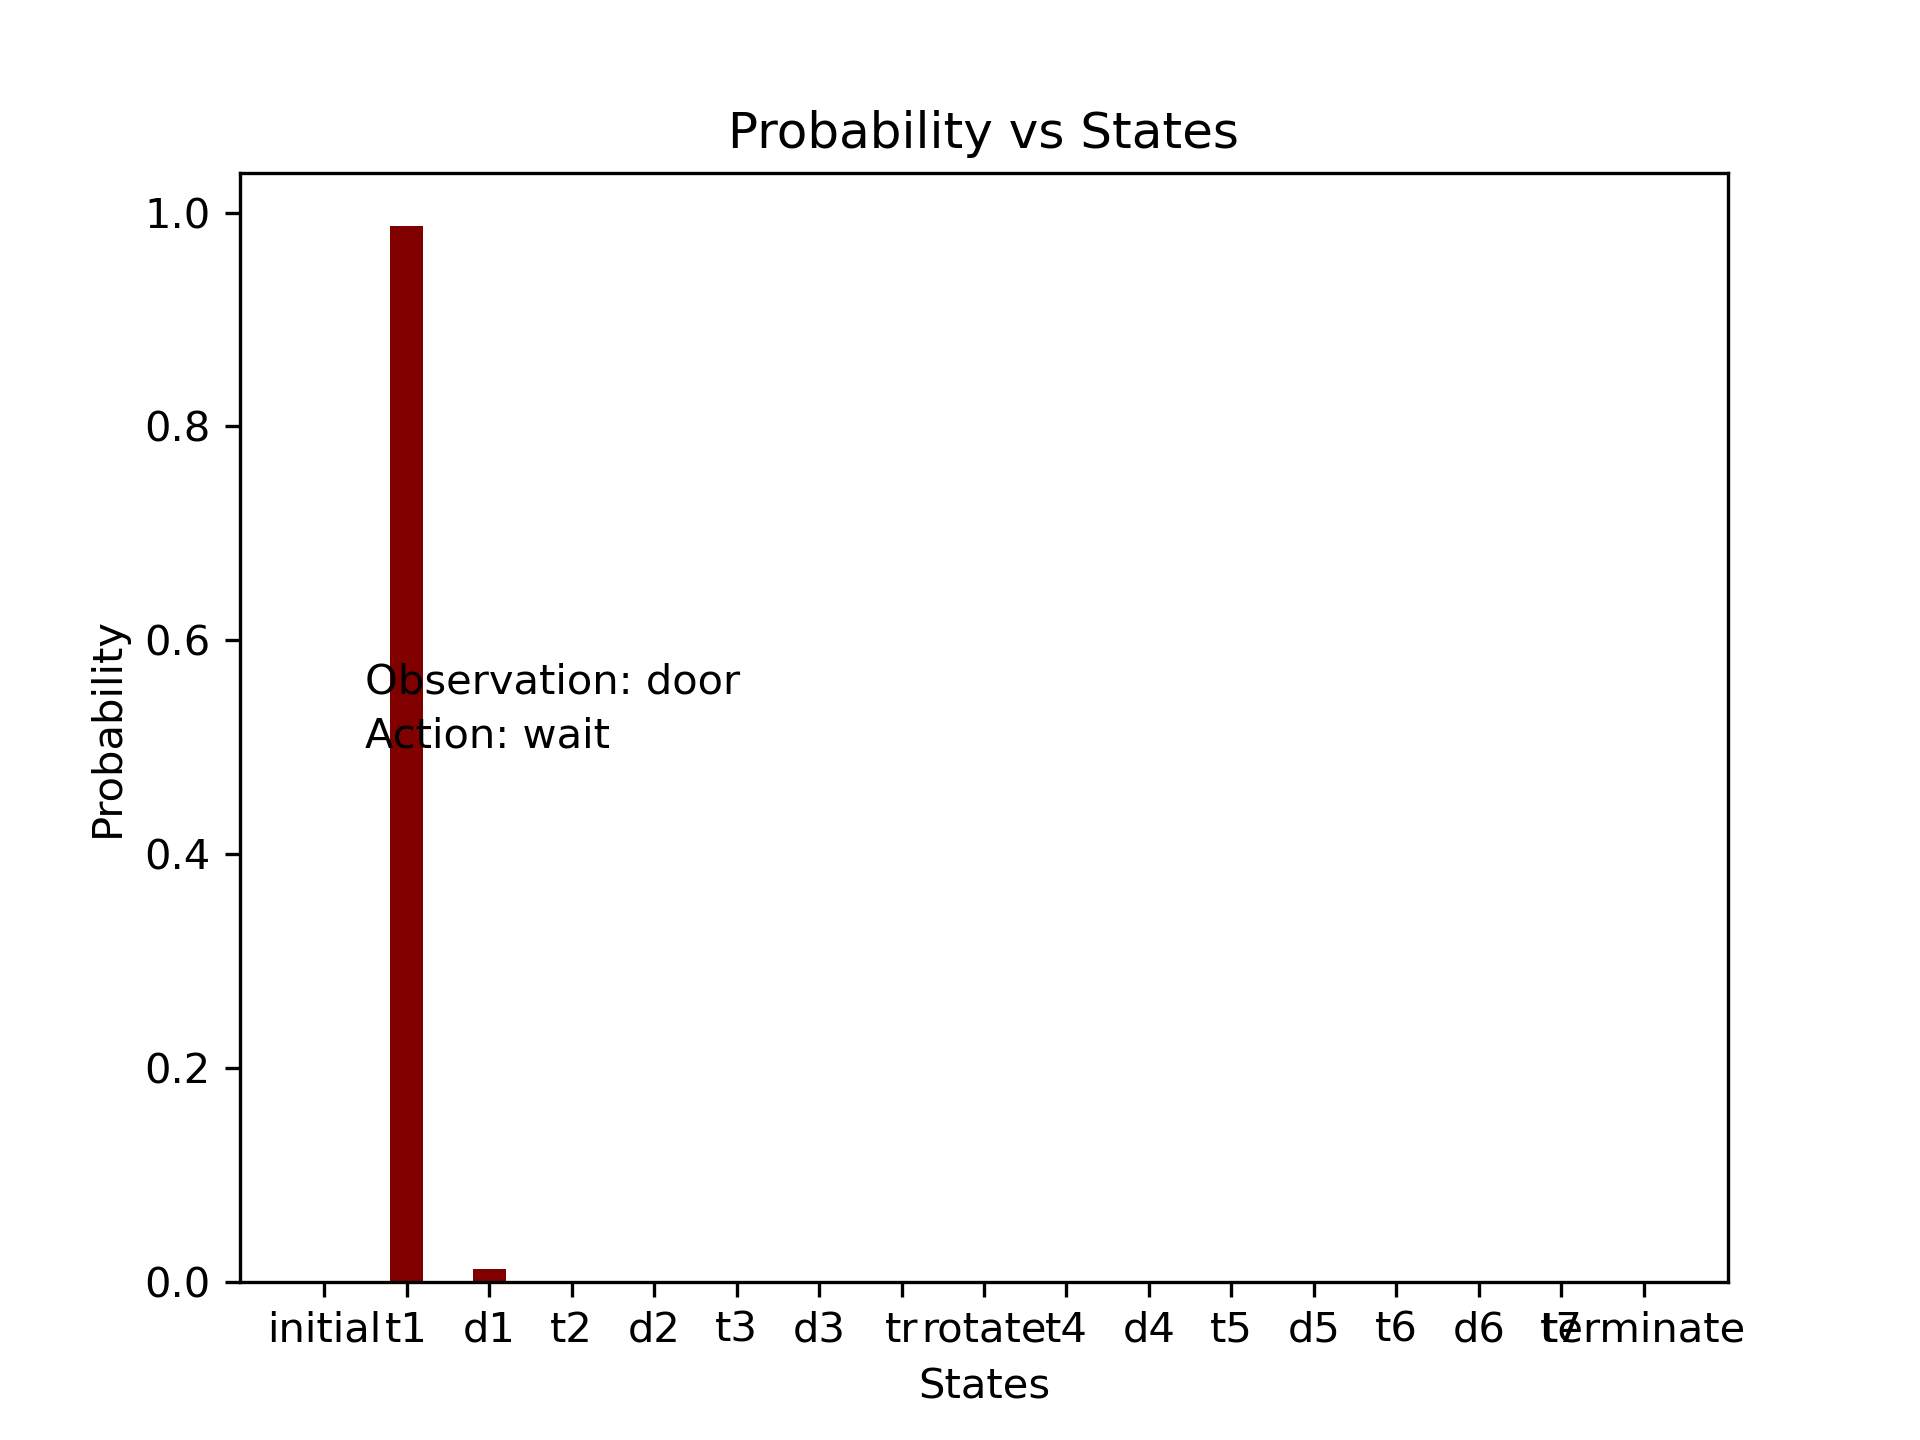 Probability vs States
1.0
0.8
0.6
0.4
0.2
0.0
Probability
Observation: door
Action: wait
initial t1 d1 t2 d2 t3 d3 tr rotate t4 d4 t5 d5 t6 d6 t7 terminate
States